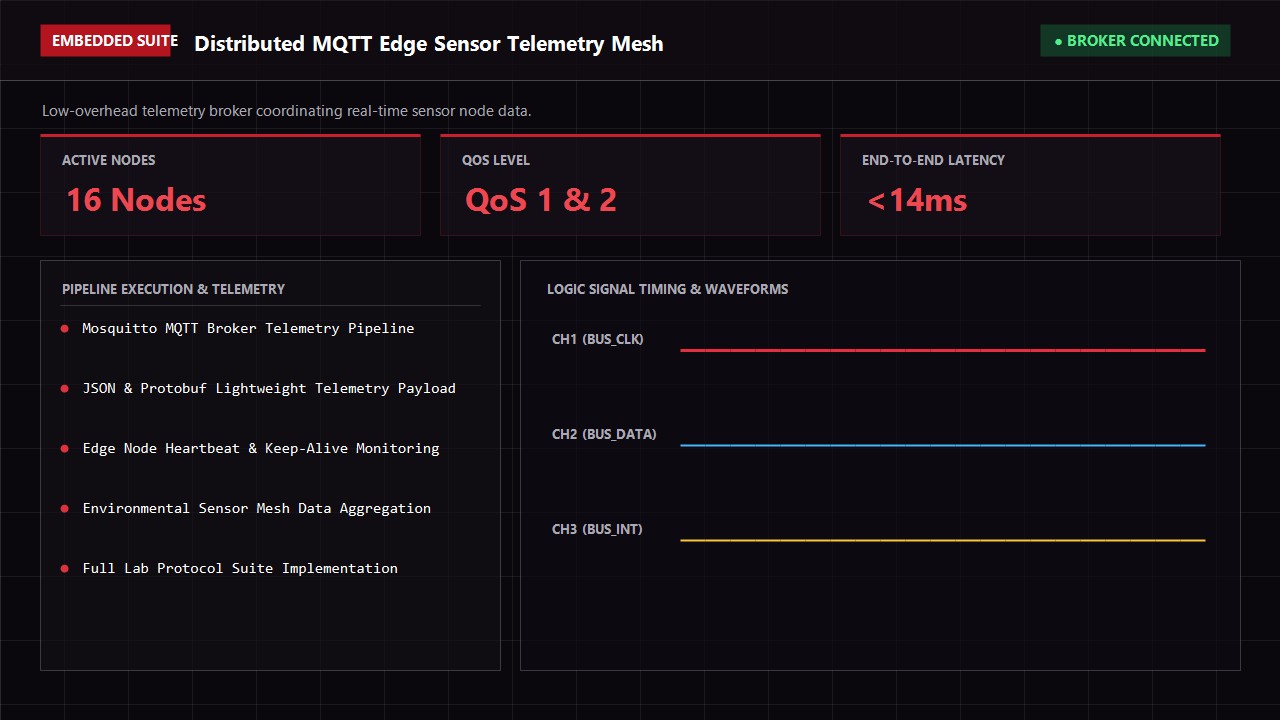 EMBEDDED SUITE
Distributed MQTT Edge Sensor Telemetry Mesh
● BROKER CONNECTED
Low-overhead telemetry broker coordinating real-time sensor node data.
ACTIVE NODES
16 Nodes
QOS LEVEL
QoS 1 & 2
END-TO-END LATENCY
<14ms
PIPELINE EXECUTION & TELEMETRY
Mosquitto MQTT Broker Telemetry Pipeline
JSON & Protobuf Lightweight Telemetry Payload
Edge Node Heartbeat & Keep-Alive Monitoring
Environmental Sensor Mesh Data Aggregation
Full Lab Protocol Suite Implementation
LOGIC SIGNAL TIMING & WAVEFORMS
CH1 (BUS_CLK)
CH2 (BUS_DATA)
CH3 (BUS_INT)